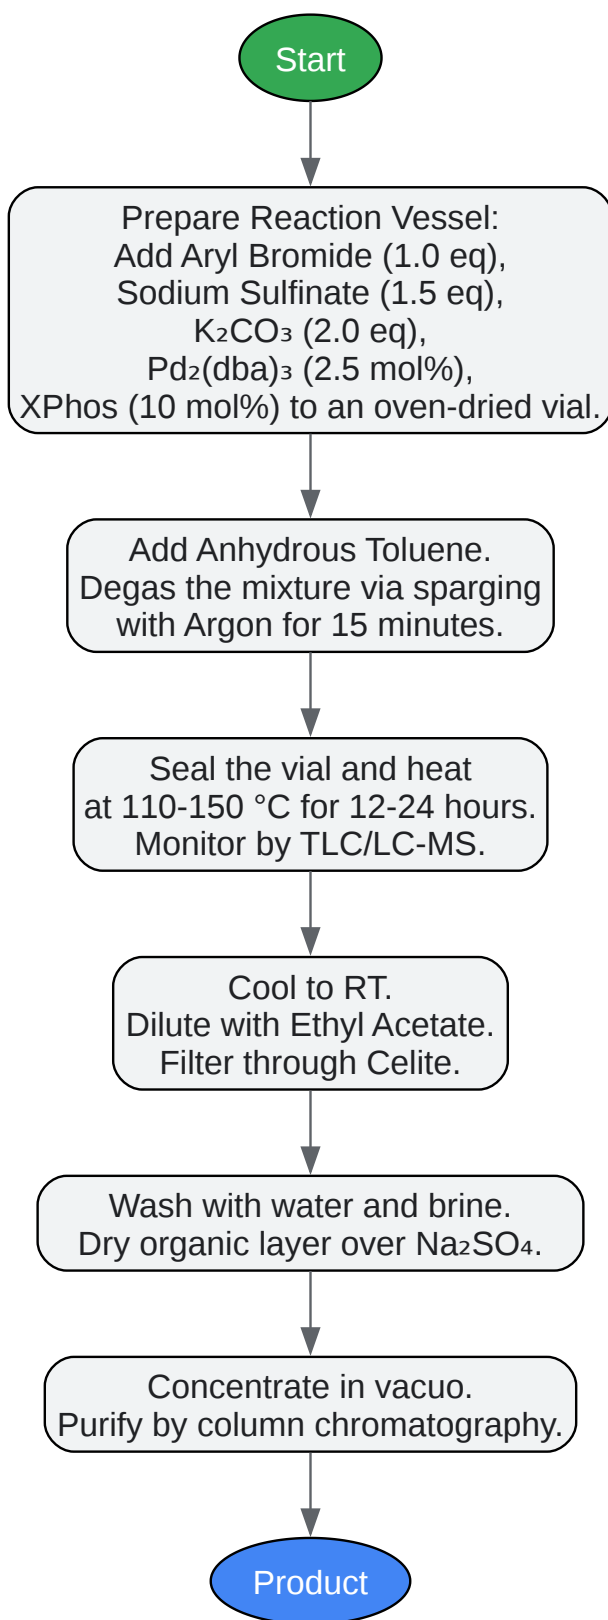 Start
Prepare Reaction Vessel:
Add Aryl Bromide (1.0 eq),
Sodium Sulfinate (1.5 eq),
K₂CO₃ (2.0 eq),
Pd₂(dba)₃ (2.5 mol%),
XPhos (10 mol%) to an oven-dried vial.
Add Anhydrous Toluene.
Degas the mixture via sparging
with Argon for 15 minutes.
Seal the vial and heat
at 110-150 °C for 12-24 hours.
Monitor by TLC/LC-MS.
Cool to RT.
Dilute with Ethyl Acetate.
Filter through Celite.
Wash with water and brine.
Dry organic layer over Na₂SO₄.
Concentrate in vacuo.
Purify by column chromatography.
Product